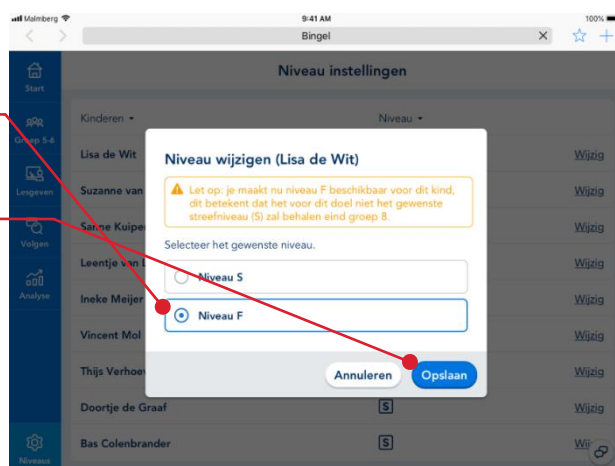 Malmberg 9:41 AM 100%
Bingel
Niveau instellingen
Start
Kinderen Niveau
Groep 5-6
Lisa de Wit Wijzig
Lesgeven
Suzanne van Wijzig
Volgen
Sanne Kuiper Wijzig
Leentje van Wijzig
Analyse
Ineke Meijer Wijzig
Vincent Mol Wijzig
Thijs Verhoev Wijzig
Doortje de Graaf S Wijzig
Bas Colenbrander S
Niveaus
Niveau wijzigen (Lisa de Wit)
Let op: je maakt nu niveau F beschikbaar voor dit kind,
dit betekent dat het voor dit doel niet het gewenste
streefniveau (S) zal behalen eind groep 8.
Selecteer het gewenste niveau.
Niveau S
Niveau F
Annuleren Opslaan